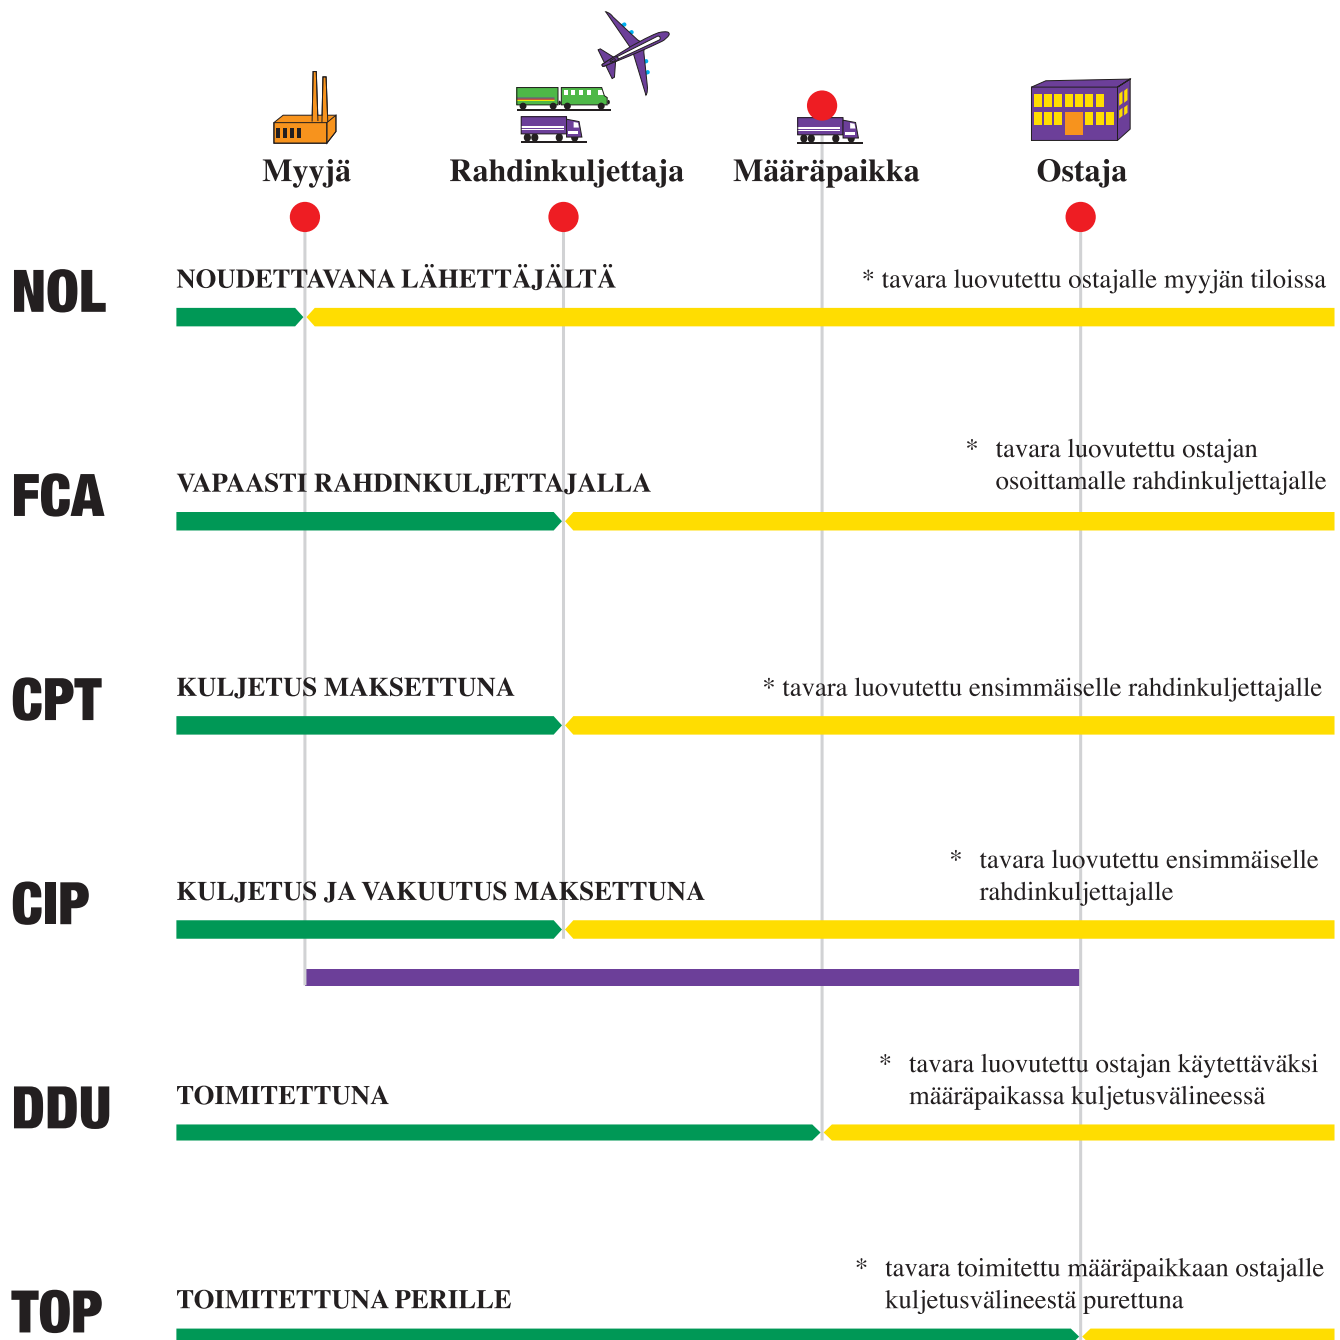 Myyjä
Rahdinkuljettaja
Määräpaikka
Ostaja
NOL
NOUDETTAVANA LÄHETTÄJÄLTÄ
* tavara luovutettu ostajalle myyjän tiloissa
FCA
VAPAASTI RAHDINKULJETTAJALLA
* tavara luovutettu ostajan
osoittamalle rahdinkuljettajalle
CPT
KULJETUS MAKSETTUNA
* tavara luovutettu ensimmäiselle rahdinkuljettajalle
CIP
KULJETUS JA VAKUUTUS MAKSETTUNA
* tavara luovutettu ensimmäiselle
rahdinkuljettajalle
DDU
TOIMITETTUNA
* tavara luovutettu ostajan käytettäväksi
määräpaikassa kuljetusvälineessä
TOP
TOIMITETTUNA PERILLE
* tavara toimitettu määräpaikkaan ostajalle
kuljetusvälineestä purettuna